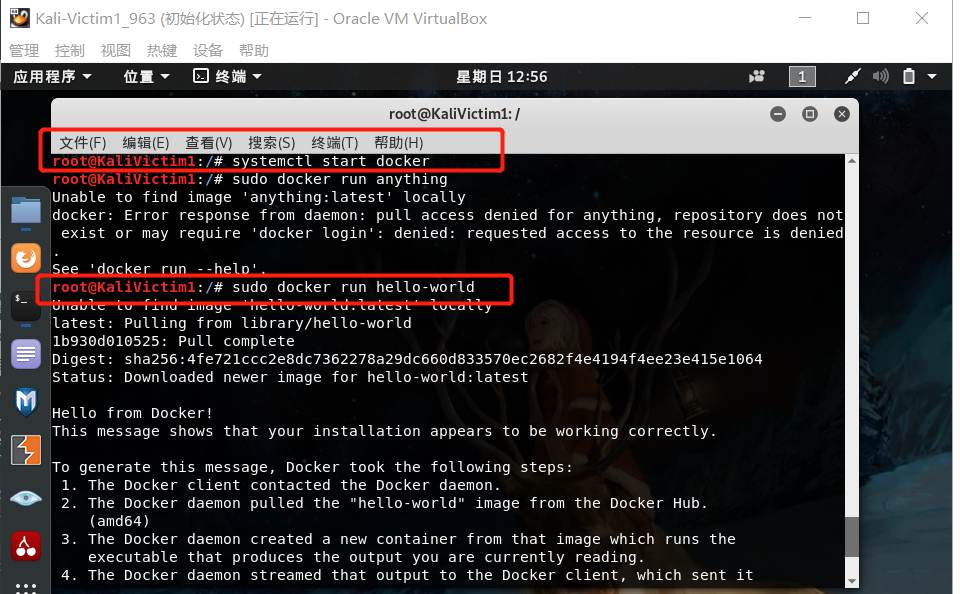 Kali-Victim1_963 (初始化状态) [正在运行] - Oracle VM VirtualBox
管理 控制 视图 热键 设备 帮助
应用程序 位置 终端 星期日 12:56 1
root@KaliVictim1: /
文件(F) 编辑(E) 查看(V) 搜索(S) 终端(T) 帮助(H)
root@KaliVictim1:/# systemctl start docker
root@KaliVictim1:/# sudo docker run anything
Unable to find image 'anything:latest' locally
docker: Error response from daemon: pull access denied for anything, repository does not
exist or may require 'docker login': denied: requested access to the resource is denied
.
See 'docker run --help'.
root@KaliVictim1:/# sudo docker run hello-world
Unable to find image 'hello-world:latest' locally
latest: Pulling from library/hello-world
1b930d010525: Pull complete
Digest: sha256:4fe721ccc2e8dc7362278a29dc660d833570ec2682f4e4194f4ee23e415e1064
Status: Downloaded newer image for hello-world:latest
Hello from Docker!
This message shows that your installation appears to be working correctly.
To generate this message, Docker took the following steps:
1. The Docker client contacted the Docker daemon.
2. The Docker daemon pulled the "hello-world" image from the Docker Hub.
(amd64)
3. The Docker daemon created a new container from that image which runs the
executable that produces the output you are currently reading.
4. The Docker daemon streamed that output to the Docker client, which sent it